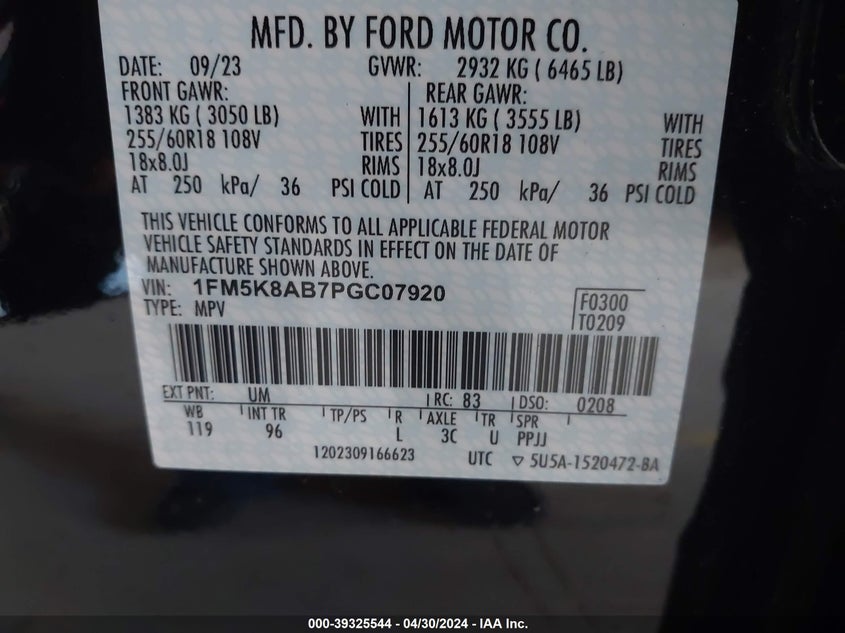 MFD. BY FORD MOTOR CO.
DATE: 09/23 GVWR: 2932 KG ( 6465 LB)
FRONT GAWR: REAR GAWR:
1383 KG ( 3050 LB) WITH 1613 KG ( 3555 LB) WITH
255/60R18 108V TIRES 255/60R18 108V TIRES
18x8.0J RIMS 18x8.0J RIMS
AT 250 kPa/ 36 PSI COLD AT 250 kPa/ 36 PSI COLD
THIS VEHICLE CONFORMS TO ALL APPLICABLE FEDERAL MOTOR
VEHICLE SAFETY STANDARDS IN EFFECT ON THE DATE OF
MANUFACTURE SHOWN ABOVE.
VIN: 1FM5K8AB7PGC07920 F0300
TYPE: MPV T0209
EXT PNT: UM RC: 83 DSO: 0208
WB INT TR TP/PS R AXLE TR SPR
119 96 L 3C U PPJJ
1202309166623 UTC ▽ 5U5A-1520472-BA
000-39325544 - 04/30/2024 - IAA Inc.